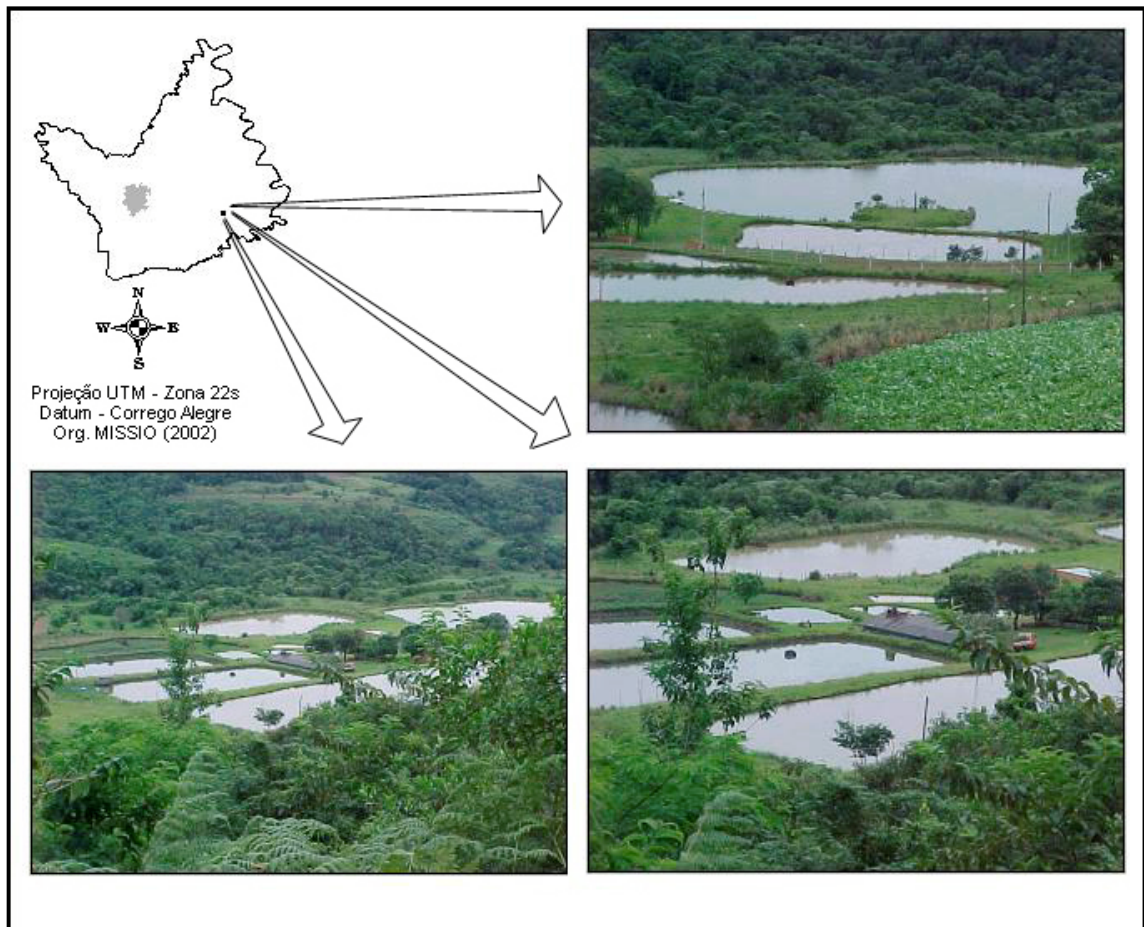 N
W E
S
Projeção UTM - Zona 22s
Datum - Corrego Alegre
Org. MISSIO (2002)